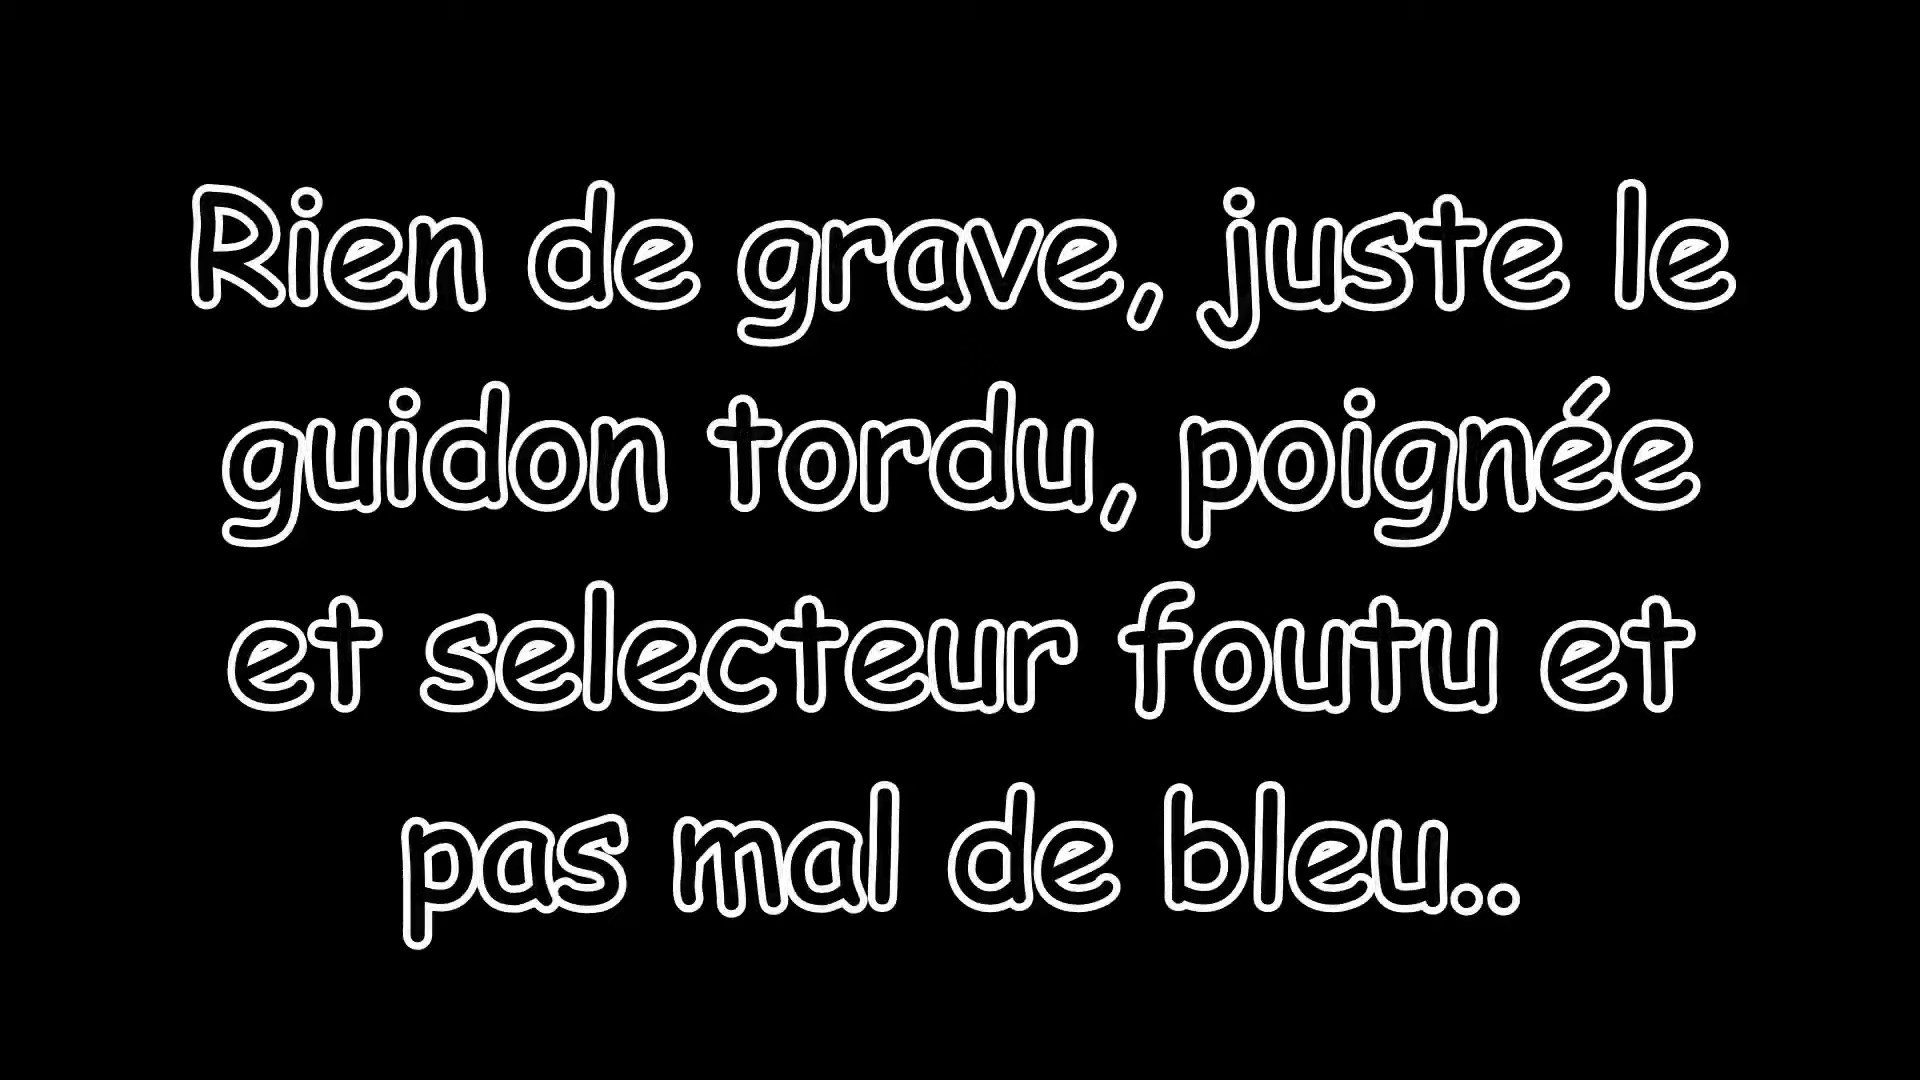 Rien de grave, juste le
guidon tordu, poignée
et selecteur foutu et
pas mal de bleu..